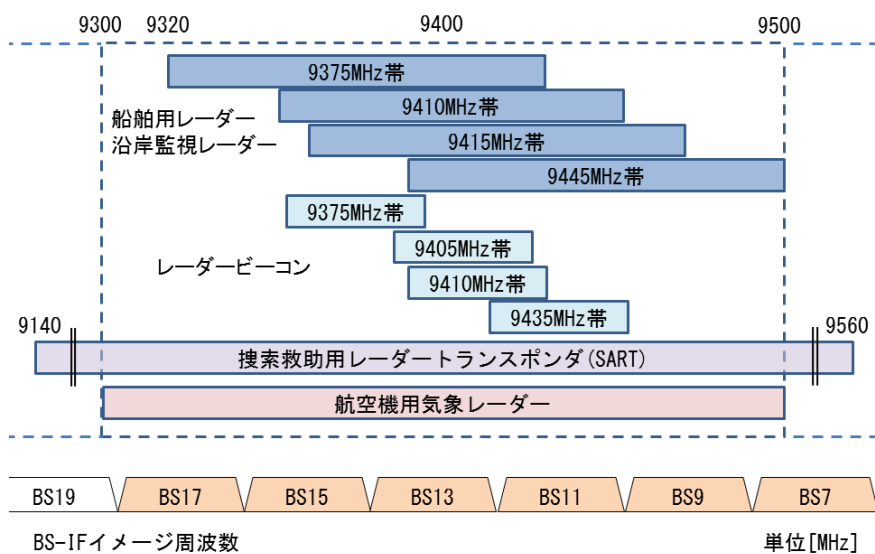 9300
9320
9400
9500
9375MHz帯
9410MHz帯
船舶用レーダー
沿岸監視レーダー
9415MHz帯
9445MHz帯
9375MHz帯
9405MHz帯
レーダービーコン
9410MHz帯
9435MHz帯
9140
9560
捜索救助用レーダートランスポンダ(SART)
航空機用気象レーダー
BS19
BS17
BS15
BS13
BS11
BS9
BS7
BS-IFイメージ周波数
単位[MHz]